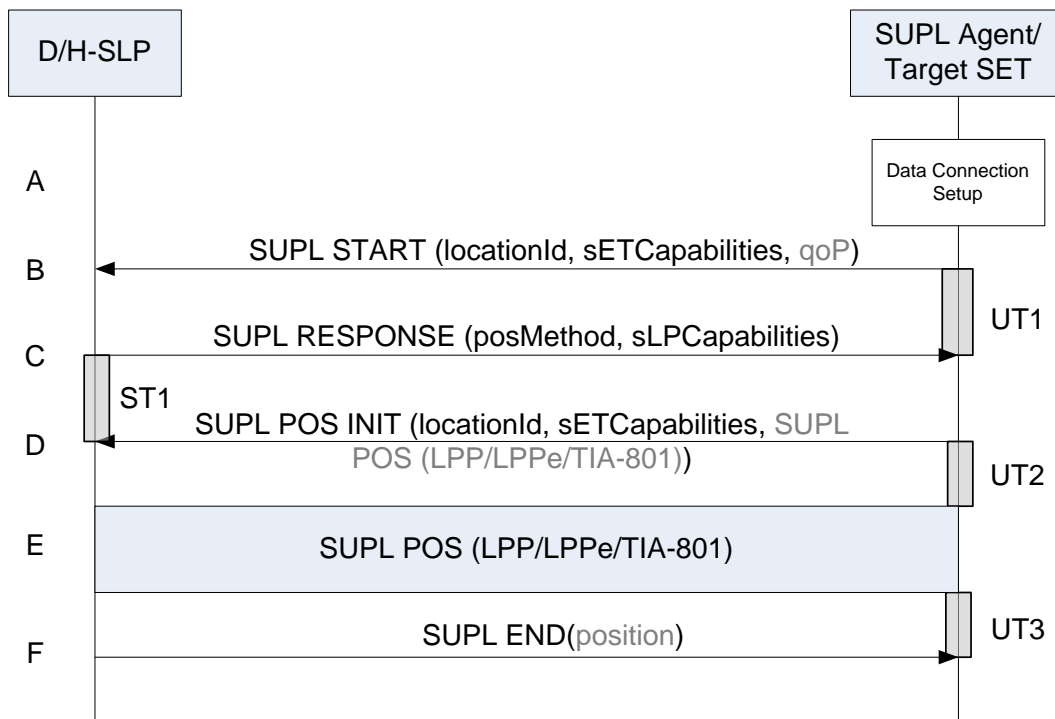 D/H-SLP
SUPL Agent/
Target SET
A
Data Connection
Setup
B
SUPL START (locationId, sETCapabilities, qoP)
UT1
C
SUPL RESPONSE (posMethod, sLPCapabilities)
ST1
D
SUPL POS INIT (locationId, sETCapabilities, SUPL
POS (LPP/LPPe/TIA-801))
UT2
E
SUPL POS (LPP/LPPe/TIA-801)
F
SUPL END(position)
UT3